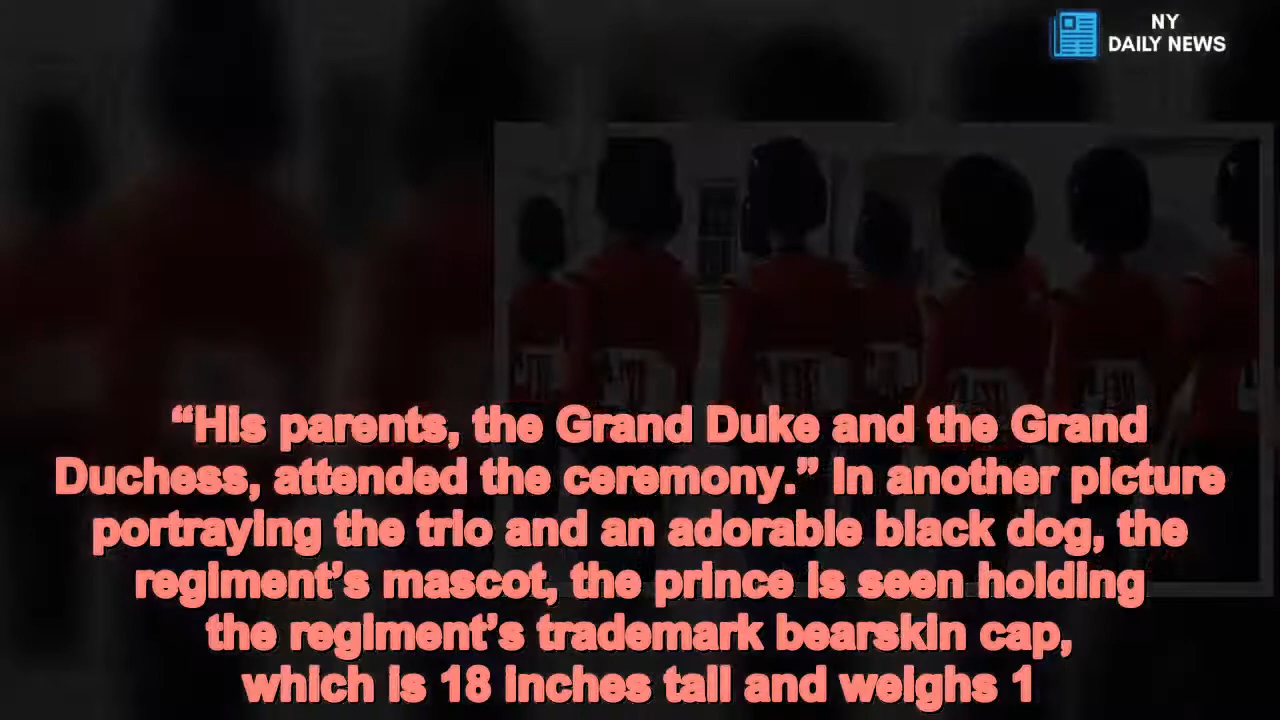 NY
DAILY NEWS
“His parents, the Grand Duke and the Grand
Duchess, attended the ceremony.” In another picture
portraying the trio and an adorable black dog, the
regiment’s mascot, the prince is seen holding
the regiment’s trademark bearskin cap,
which is 18 inches tall and weighs 1